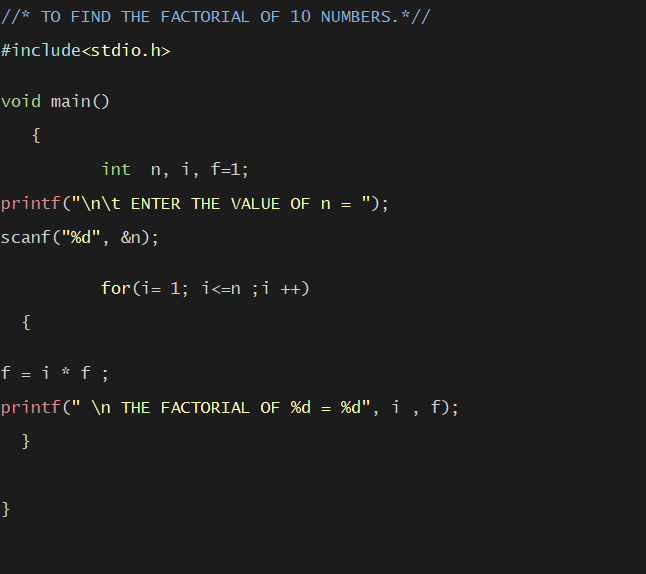 //* TO FIND THE FACTORIAL OF 10 NUMBERS.*//
#include<stdio.h>
void main()
{
int  n, i, f=1;
printf("\n\t ENTER THE VALUE OF n = ");
scanf("%d", &n);
for(i= 1; i<=n ;i ++)
{
f = i * f ;
printf(" \n THE FACTORIAL OF %d = %d", i , f);
}
}